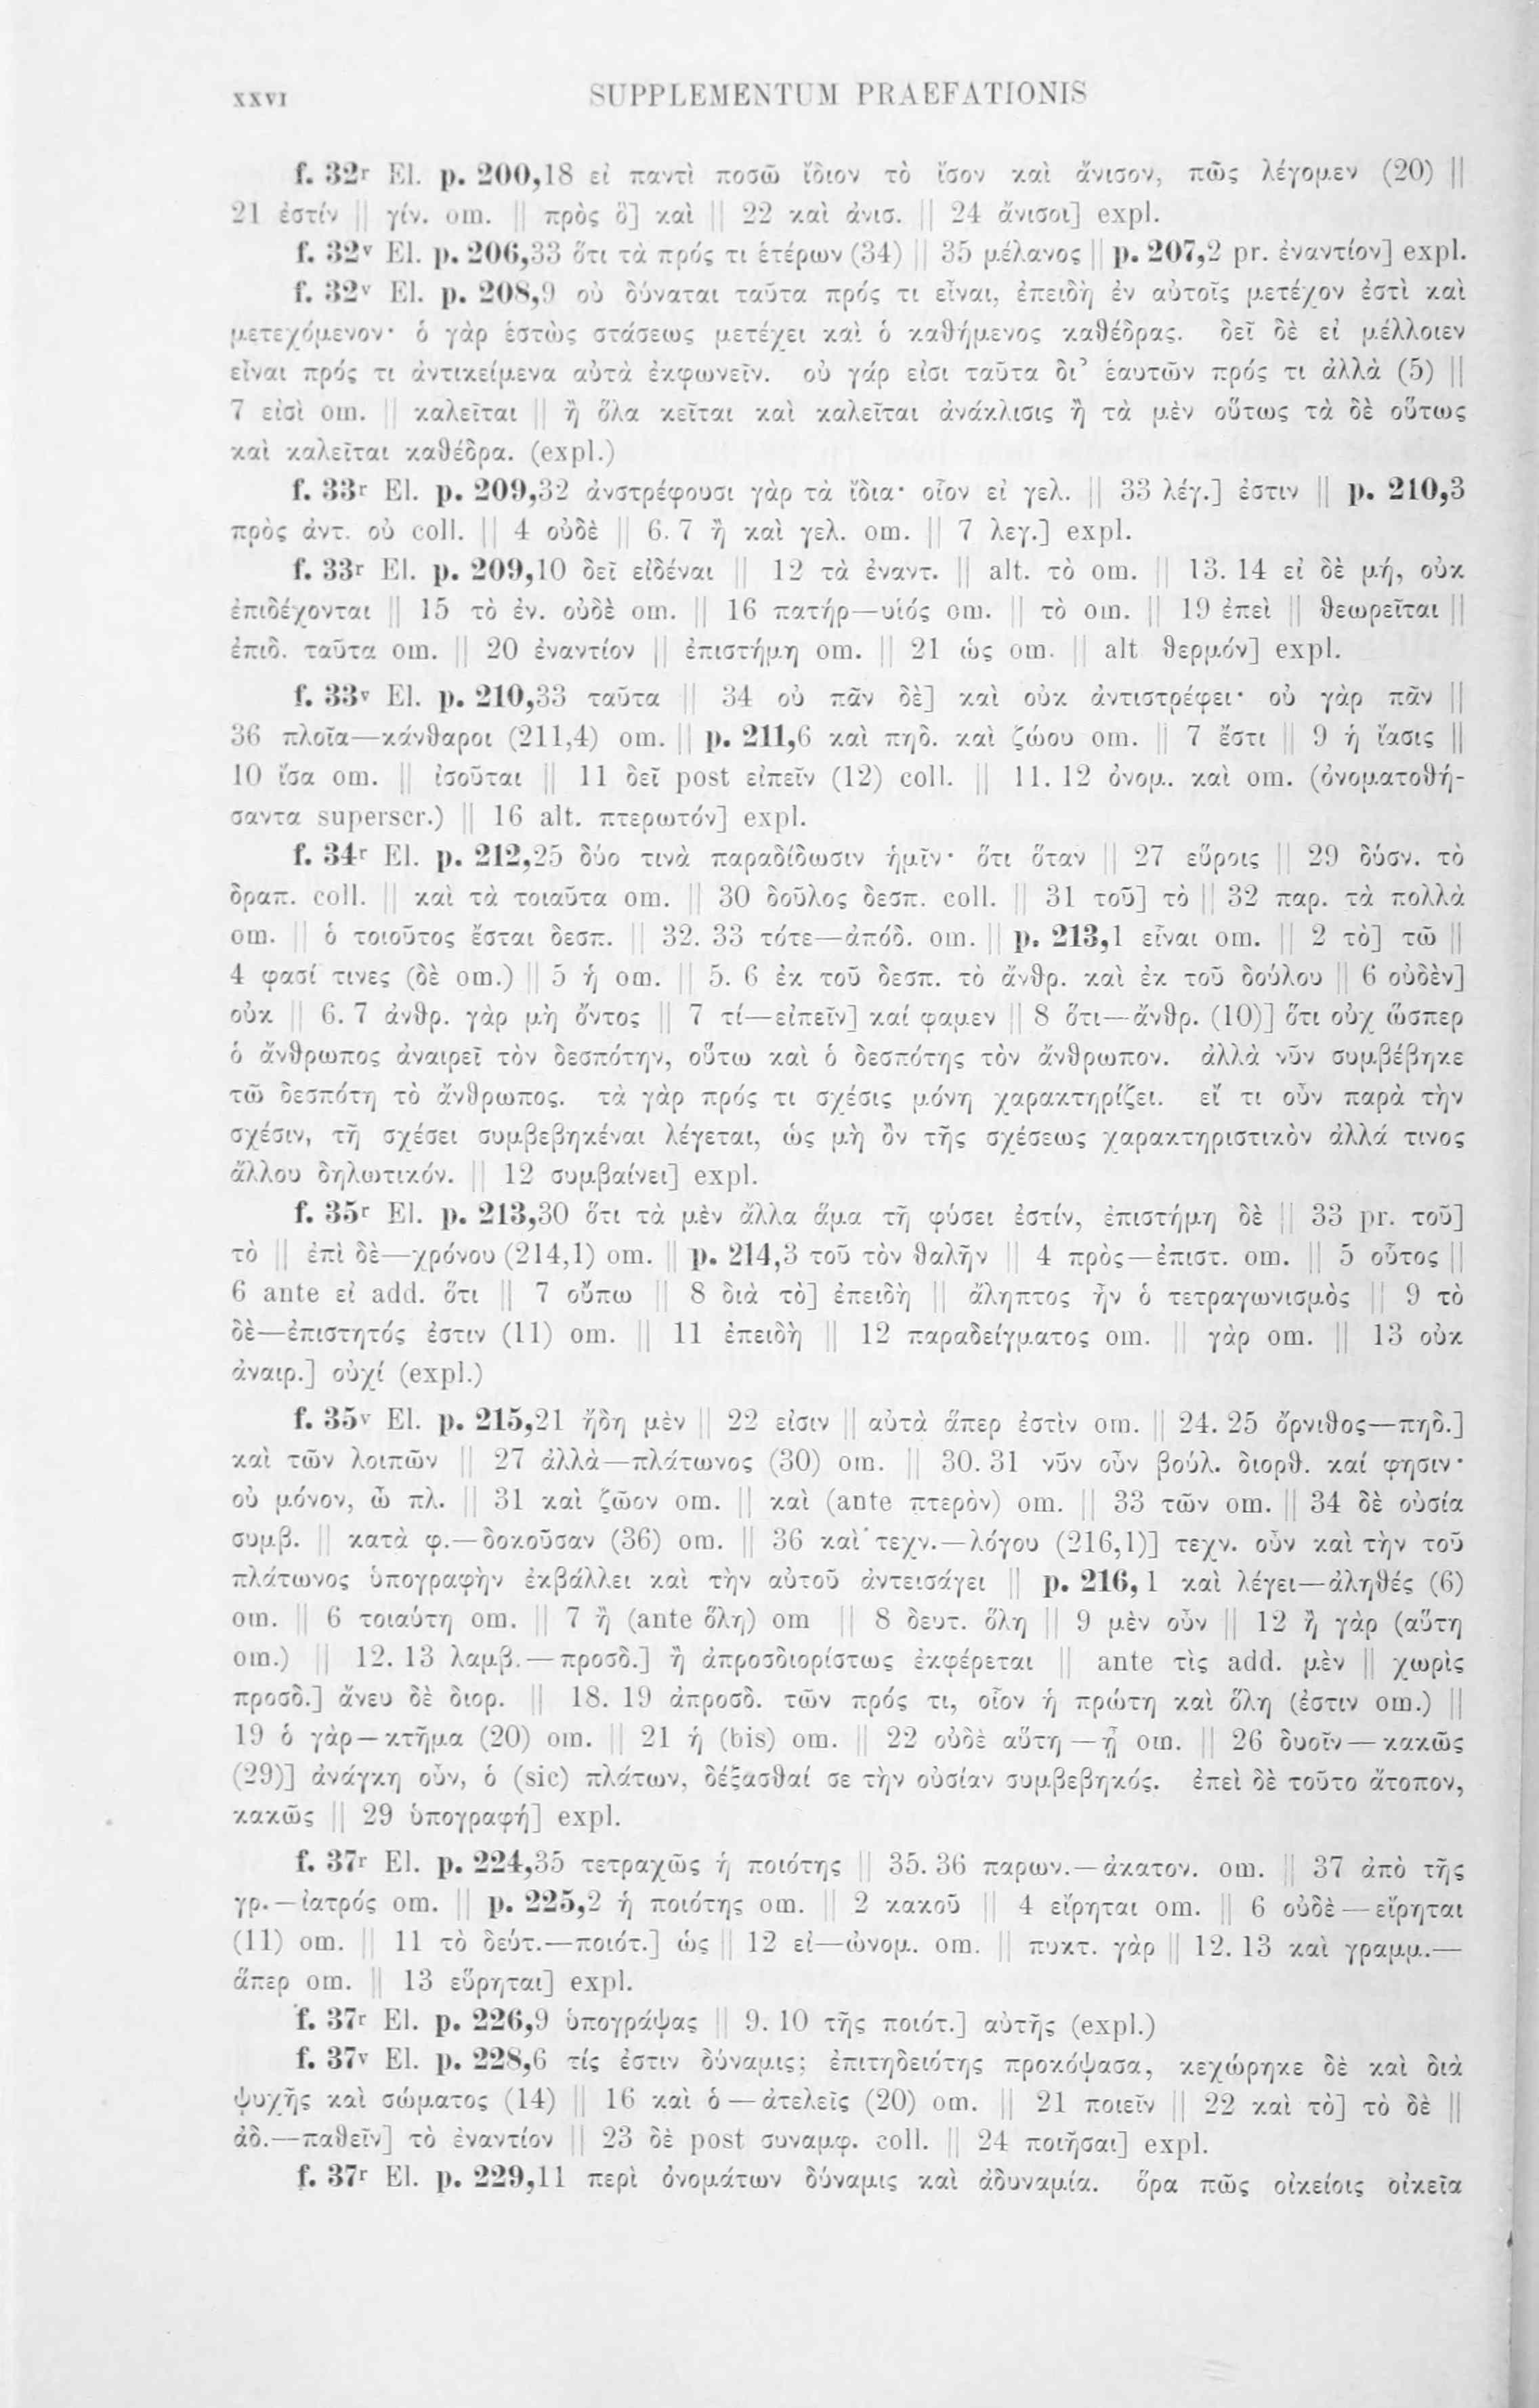 XXVI SUPPLEMENTUM PRAEFATIONIS
f. 32r El. p. 200,18 εἰ παντὶ ποσῶ ἴδιον τὸ ἴσον καὶ ἄνισον, πῶς λέγομεν (20) ||
21 ἐστίν || γίν. om. || πρὸς ὃ] καὶ || 22 καὶ ἀνισ. || 24 ἄνισοι] expl.
f. 32v El. p. 206,33 ὅτι τὰ πρός τι ἑτέρων (34) || 35 μέλανος || p. 207,2 pr. ἐναντίον] expl.
f. 32v El. p. 208,9 οὐ δύναται ταῦτα πρός τι εἶναι, ἐπειδὴ ἐν αὐτοῖς μετέχον ἐστὶ καὶ
μετεχόμενον· ὁ γὰρ ἑστὼς στάσεως μετέχει καὶ ὁ καθήμενος καθέδρας. δεῖ δὲ εἰ μέλλοιεν
εἶναι πρός τι ἀντικείμενα αὐτὰ ἐκφωνεῖν. οὐ γάρ εἰσι ταῦτα δι’ ἑαυτῶν πρός τι ἀλλὰ (5) ||
7 εἰσὶ om. || καλεῖται || ἢ ὅλα κεῖται καὶ καλεῖται ἀνάκλισις ἢ τὰ μὲν οὕτως τὰ δὲ οὕτως
καὶ καλεῖται καθέδρα. (expl.)
f. 33r El. p. 209,32 ἀνστρέφουσι γὰρ τὰ ἴδια· οἷον εἰ γελ. || 33 λέγ.] ἐστιν || p. 210,3
πρὸς ἀντ. οὐ coll. || 4 οὐδὲ || 6. 7 ἢ καὶ γελ. om. || 7 λεγ.] expl.
f. 33r El. p. 209,10 δεῖ εἰδέναι || 12 τὰ ἐναντ. || alt. τὸ om. || 13. 14 εἰ δὲ μή, οὐκ
ἐπιδέχονται || 15 τὸ ἐν. οὐδὲ om. || 16 πατήρ—υἱός om. || τὸ om. || 19 ἐπεὶ || θεωρεῖται ||
ἐπιδ. ταῦτα om. || 20 ἐναντίον || ἐπιστήμη om. || 21 ὡς om. || alt θερμόν] expl.
f. 33v El. p. 210,33 ταῦτα || 34 οὐ πᾶν δὲ] καὶ οὐκ ἀντιστρέφει· οὐ γὰρ πᾶν ||
36 πλοῖα—κάνθαροι (211,4) om. || p. 211,6 καὶ πηδ. καὶ ζώου om. || 7 ἔστι || 9 ἡ ἴασις ||
10 ἴσα om. || ἰσοῦται || 11 δεῖ post εἰπεῖν (12) coll. || 11. 12 ὀνομ. καὶ om. (ὀνοματοθή-
σαντα superscr.) || 16 alt. πτερωτόν] expl.
f. 34r El. p. 212,25 δύο τινὰ παραδίδωσιν ἡμῖν· ὅτι ὅταν || 27 εὕροις || 29 δύσν. τὸ
δραπ. coll. || καὶ τὰ τοιαῦτα om. || 30 δοῦλος δεσπ. coll. || 31 τοῦ] τὸ || 32 παρ. τὰ πολλὰ
om. || ὁ τοιοῦτος ἔσται δεσπ. || 32. 33 τότε—ἀπόδ. om. || p. 213,1 εἶναι om. || 2 τὸ] τῶ ||
4 φασί τινες (δὲ om.) || 5 ἡ om. || 5. 6 ἐκ τοῦ δεσπ. τὸ ἄνθρ. καὶ ἐκ τοῦ δούλου || 6 οὐδὲν]
οὐκ || 6. 7 ἀνθρ. γὰρ μὴ ὄντος || 7 τί—εἰπεῖν] καί φαμεν || 8 ὅτι—ἄνθρ. (10)] ὅτι οὐχ ὥσπερ
ὁ ἄνθρωπος ἀναιρεῖ τὸν δεσπότην, οὕτω καὶ ὁ δεσπότης τὸν ἄνθρωπον. ἀλλὰ νῦν συμβέβηκε
τῶ δεσπότη τὸ ἄνθρωπος. τὰ γὰρ πρός τι σχέσις μόνη χαρακτηρίζει. εἴ τι οὖν παρὰ τὴν
σχέσιν, τῆ σχέσει συμβεβηκέναι λέγεται, ὡς μὴ ὂν τῆς σχέσεως χαρακτηριστικὸν ἀλλά τινος
ἄλλου δηλωτικόν. || 12 συμβαίνει] expl.
f. 35r El. p. 213,30 ὅτι τὰ μὲν ἄλλα ἅμα τῆ φύσει ἐστίν, ἐπιστήμη δὲ || 33 pr. τοῦ]
τὸ || ἐπὶ δὲ—χρόνου (214,1) om. || p. 214,3 τοῦ τὸν θαλῆν || 4 πρὸς—ἐπιστ. om. || 5 οὗτος ||
6 ante εἰ add. ὅτι || 7 οὔπω || 8 διὰ τὸ] ἐπειδὴ || ἄληπτος ἦν ὁ τετραγωνισμὸς || 9 τὸ
δὲ—ἐπιστητός ἐστιν (11) om. || 11 ἐπειδὴ || 12 παραδείγματος om. || γὰρ om. || 13 οὐκ
ἀναιρ.] οὐχί (expl.)
f. 35v El. p. 215,21 ἤδη μὲν || 22 εἰσιν || αὐτὰ ἅπερ ἐστὶν om. || 24. 25 ὄρνιθος—πηδ.]
καὶ τῶν λοιπῶν || 27 ἀλλὰ—πλάτωνος (30) om. || 30. 31 νῦν οὖν βούλ. διορθ. καί φησιν·
οὐ μόνον, ὦ πλ. || 31 καὶ ζῶον om. || καὶ (ante πτερὸν) om. || 33 τῶν om. || 34 δὲ οὐσία
συμβ. || κατὰ φ.—δοκοῦσαν (36) om. || 36 καὶ τεχν.—λόγου (216,1)] τεχν. οὖν καὶ τὴν τοῦ
πλάτωνος ὑπογραφὴν ἐκβάλλει καὶ τὴν αὐτοῦ ἀντεισάγει || p. 216, 1 καὶ λέγει—ἀληθές (6)
om. || 6 τοιαύτη om. || 7 ἢ (ante ὅλη) om || 8 δευτ. ὅλη || 9 μὲν οὖν || 12 ἢ γὰρ (αὕτη
om.) || 12. 13 λαμβ.—προσδ.] ἢ ἀπροσδιορίστως ἐκφέρεται || ante τὶς add. μὲν || χωρὶς
προσδ.] ἄνευ δὲ διορ. || 18. 19 ἀπροσδ. τῶν πρός τι, οἷον ἡ πρώτη καὶ ὅλη (ἐστιν om.) ||
19 ὁ γὰρ—κτῆμα (20) om. || 21 ἡ (bis) om. || 22 οὐδὲ αὕτη—ᾗ om. || 26 δυοῖν—κακῶς
(29)] ἀνάγκη οὖν, ὁ (sic) πλάτων, δέξασθαί σε τὴν οὐσίαν συμβεβηκός. ἐπεὶ δὲ τοῦτο ἄτοπον,
κακῶς || 29 ὑπογραφή] expl.
f. 37r El. p. 224,35 τετραχῶς ἡ ποιότης || 35. 36 παρων.—ἀκατον. om. || 37 ἀπὸ τῆς
γρ.—ἰατρός om. || p. 225,2 ἡ ποιότης om. || 2 κακοῦ || 4 εἴρηται om. || 6 οὐδὲ—εἴρηται
(11) om. || 11 τὸ δεύτ.—ποιότ.] ὡς || 12 εἰ—ὠνομ. om. || πυκτ. γὰρ || 12. 13 καὶ γραμμ.—
ἅπερ om. || 13 εὕρηται] expl.
f. 37r El. p. 226,9 ὑπογράψας || 9. 10 τῆς ποιότ.] αὐτῆς (expl.)
f. 37v El. p. 228,6 τίς ἐστιν δύναμις; ἐπιτηδειότης προκόψασα, κεχώρηκε δὲ καὶ διὰ
ψυχῆς καὶ σώματος (14) || 16 καὶ ὁ—ἀτελεῖς (20) om. || 21 ποιεῖν || 22 καὶ τὸ] τὸ δὲ ||
ἀδ.—παθεῖν] τὸ ἐναντίον || 23 δὲ post συναμφ. coll. || 24 ποιῆσαι] expl.
f. 37r El. p. 229,11 περὶ ὀνομάτων δύναμις καὶ ἀδυναμία. ὅρα πῶς οἰκείοις οἰκεῖα